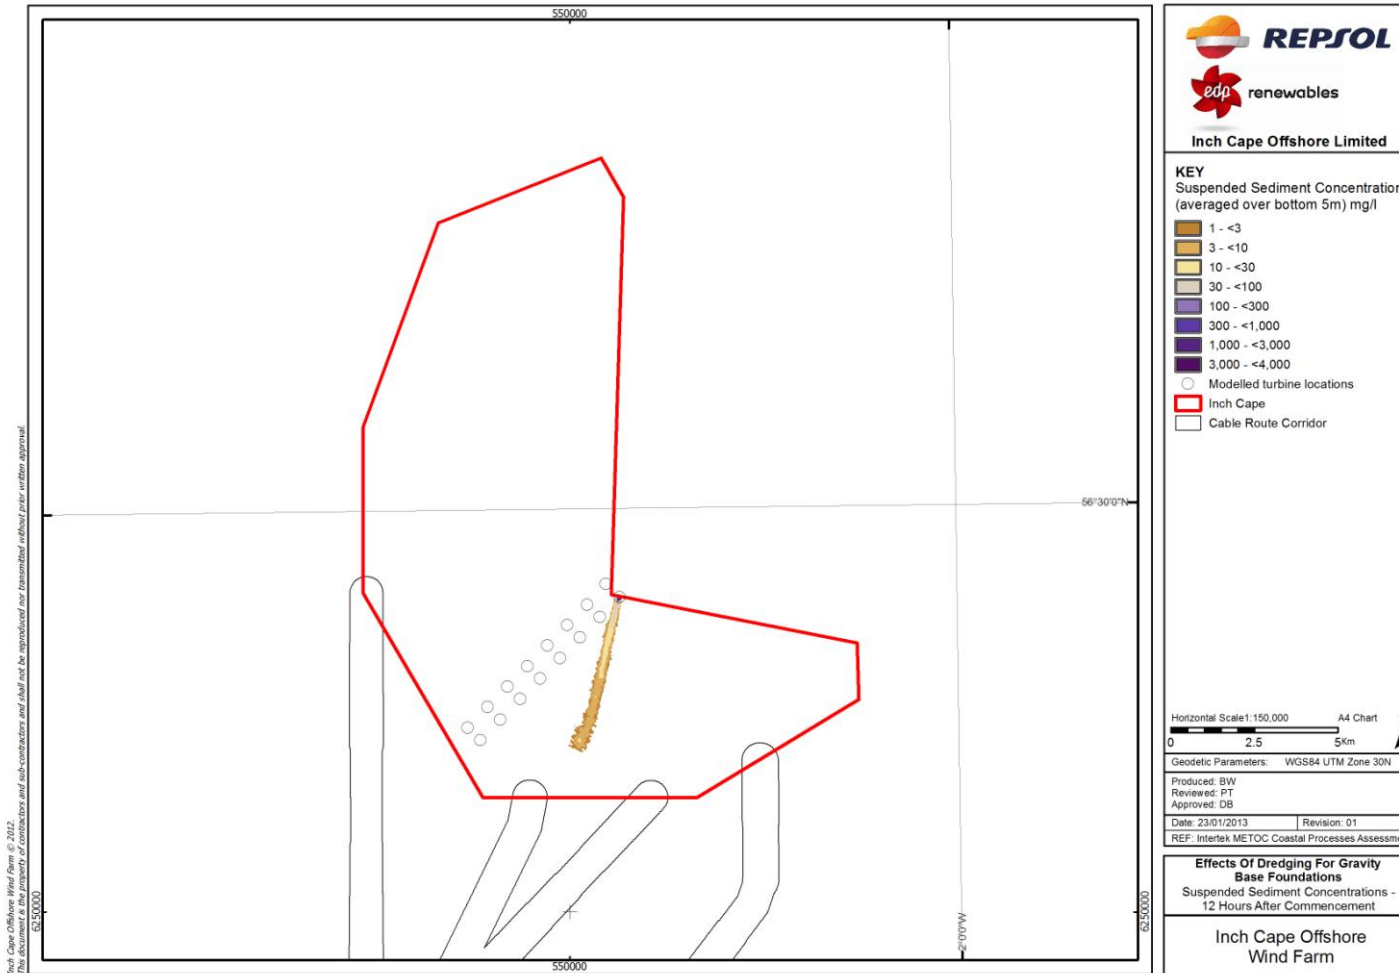 550000
56°30'0"N
6250000
6250000
2°0'0"W
550000
Inch Cape Offshore Wind Farm © 2012.
This document is the property of contractors and sub-contractors and shall not be reproduced nor transmitted without prior written approval.
REPSOL
edp renewables
Inch Cape Offshore Limited
KEY
Suspended Sediment Concentration
(averaged over bottom 5m) mg/l
1 - <3
3 - <10
10 - <30
30 - <100
100 - <300
300 - <1,000
1,000 - <3,000
3,000 - <4,000
Modelled turbine locations
Inch Cape
Cable Route Corridor
Horizontal Scale1:150,000 A4 Chart
0 2.5 5Km
Geodetic Parameters: WGS84 UTM Zone 30N
Produced: BW
Reviewed: PT
Approved: DB
Date: 23/01/2013 Revision: 01
REF: Intertek METOC Coastal Processes Assessm
Effects Of Dredging For Gravity
Base Foundations
Suspended Sediment Concentrations -
12 Hours After Commencement
Inch Cape Offshore
Wind Farm